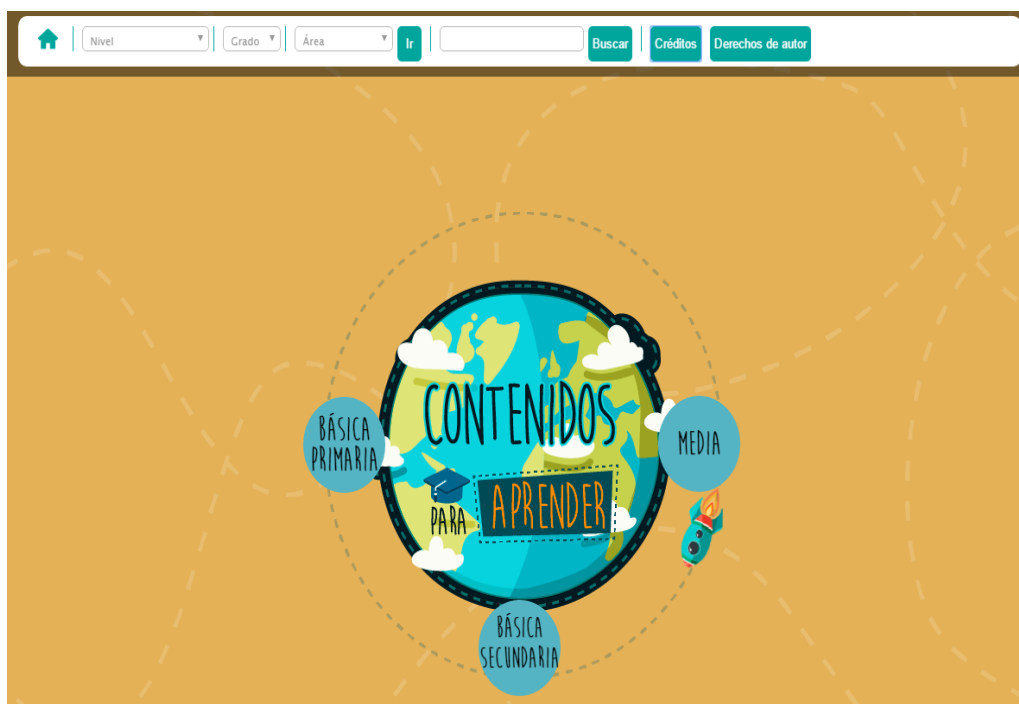 Nivel Grado Área Ir Buscar Créditos Derechos de autor
CONTENIDOS
PARA APRENDER
BÁSICA
PRIMARIA
MEDIA
BÁSICA
SECUNDARIA